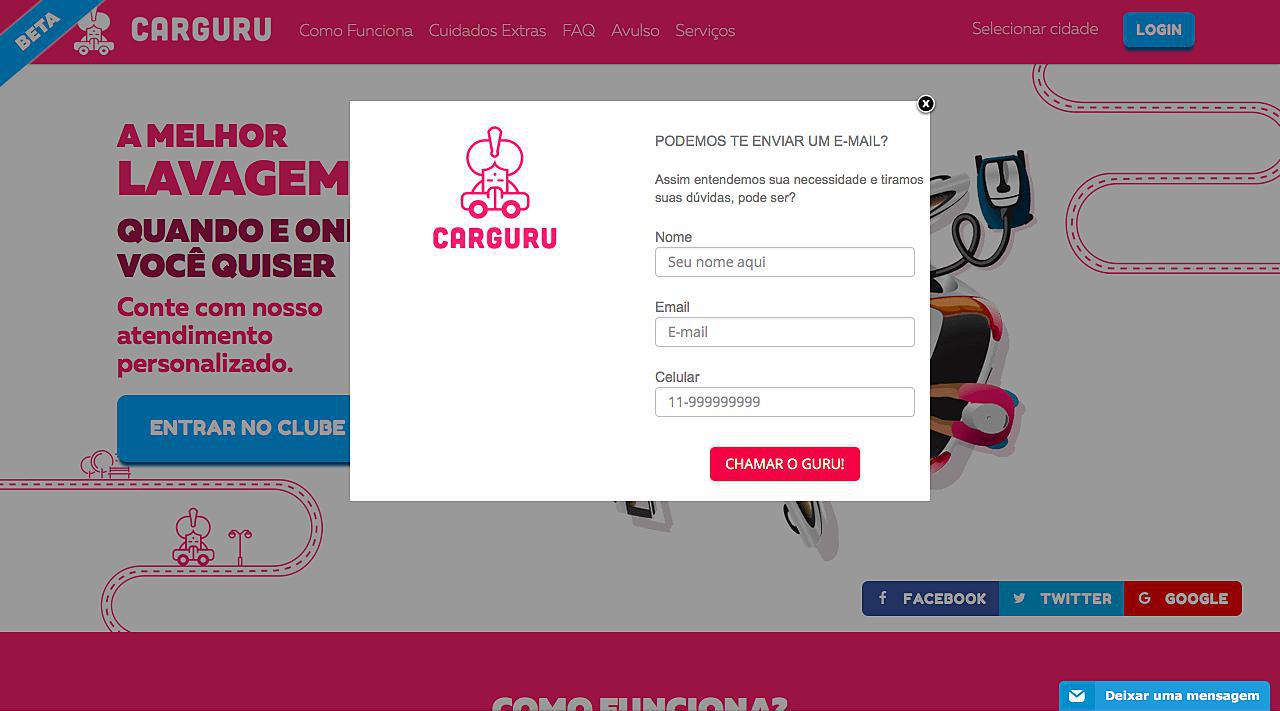 BETA
CARGURU
Como Funciona Cuidados Extras FAQ Avulso Serviços
Selecionar cidade
LOGIN
A MELHOR
LAVAGEM
QUANDO E
VOCÊ QUISER
Conte com nosso
atendimento
personalizado.
ENTRAR NO CLUBE
CARGURU
x
PODEMOS TE ENVIAR UM E-MAIL?
Assim entendemos sua necessidade e tiramos
suas dúvidas, pode ser?
Nome
Seu nome aqui
Email
E-mail
Celular
11-999999999
CHAMAR O GURU!
f FACEBOOK
TWITTER
G GOOGLE
COMO FUNCIONA?
Deixar uma mensagem